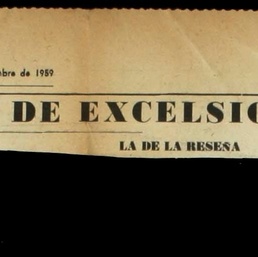 mbre de 1959
DE EXCELSIO
LA DE LA RESEÑA